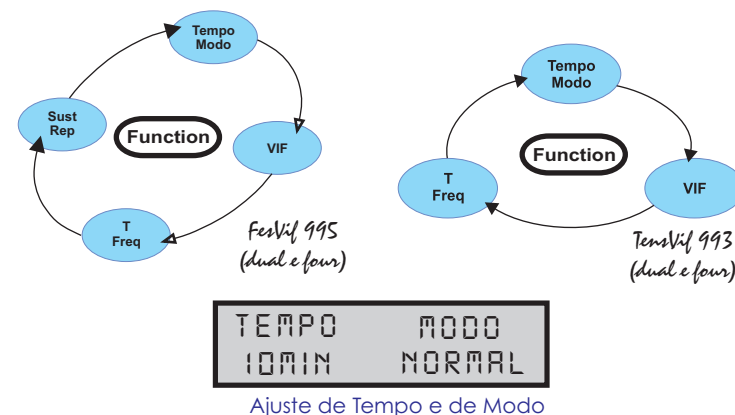 Tempo
Modo
Sust
Rep
Function
VIF
T
Freq
FesVif 995
(dual e four)
Tempo
Modo
Function
T
Freq
VIF
TensVif 993
(dual e four)
TEMPO MODO
10MIN NORMAL
Ajuste de Tempo e de Modo